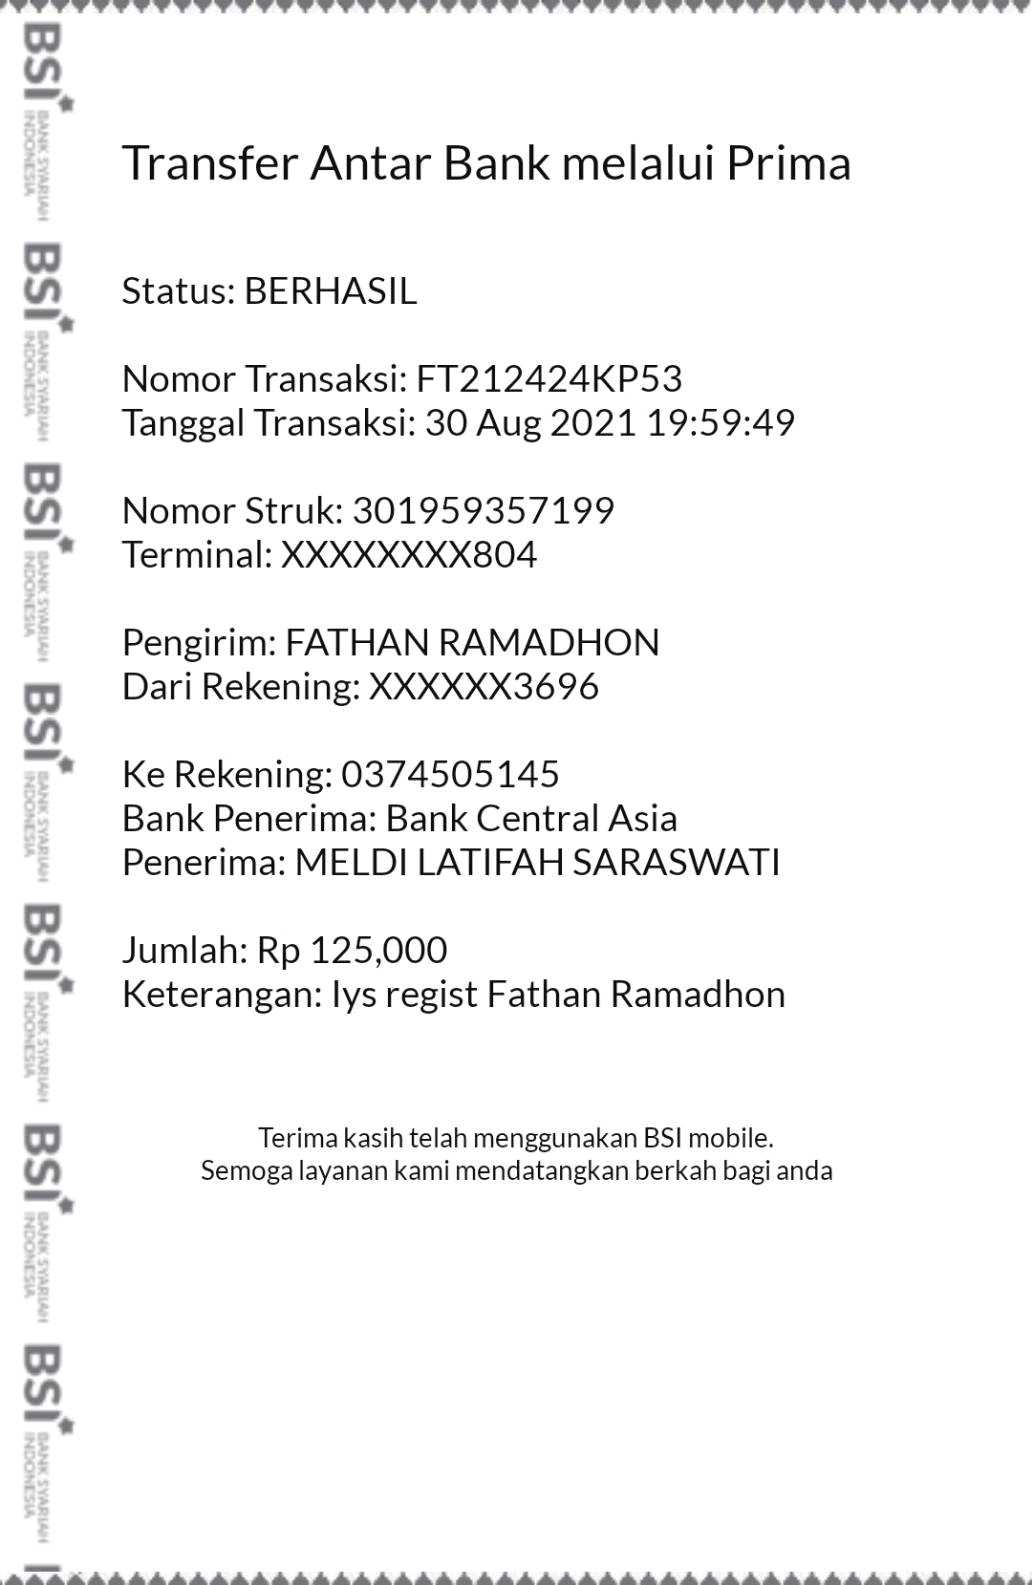 Transfer Antar Bank melalui Prima
Status: BERHASIL
Nomor Transaksi: FT212424KP53
Tanggal Transaksi: 30 Aug 2021 19:59:49
Nomor Struk: 301959357199
Terminal: XXXXXXXX804
Pengirim: FATHAN RAMADHON
Dari Rekening: XXXXXX3696
Ke Rekening: 0374505145
Bank Penerima: Bank Central Asia
Penerima: MELDI LATIFAH SARASWATI
Jumlah: Rp 125,000
Keterangan: Iys regist Fathan Ramadhon
Terima kasih telah menggunakan BSI mobile.
Semoga layanan kami mendatangkan berkah bagi anda
BSI BANK SYARIAH INDONESIA
BSI BANK SYARIAH INDONESIA
BSI BANK SYARIAH INDONESIA
BSI BANK SYARIAH INDONESIA
BSI BANK SYARIAH INDONESIA
BSI BANK SYARIAH INDONESIA
BSI BANK SYARIAH INDONESIA